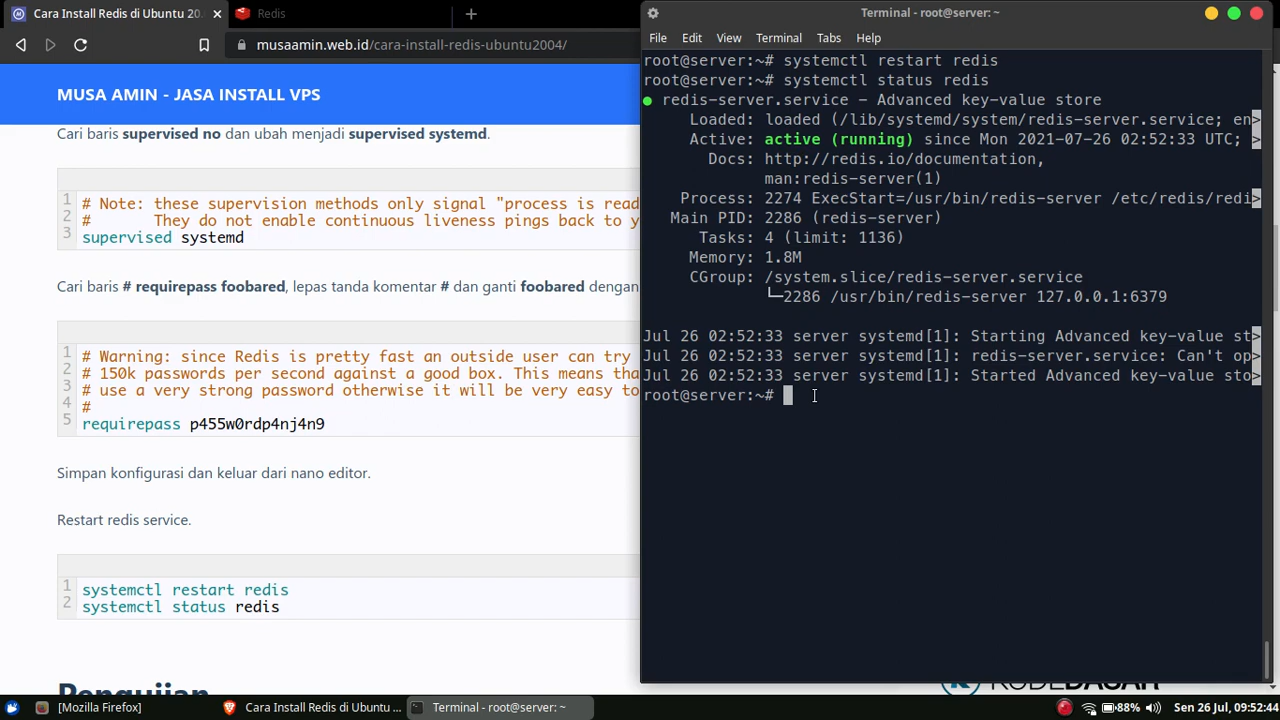 Cara Install Redis di Ubuntu 20.
Redis
musaamin.web.id/cara-install-redis-ubuntu2004/
MUSA AMIN - JASA INSTALL VPS
Cari baris supervised no dan ubah menjadi supervised systemd.
1 # Note: these supervision methods only signal "process is read
2 # They do not enable continuous liveness pings back to y
3 supervised systemd
Cari baris # requirepass foobared, lepas tanda komentar # dan ganti foobared dengan
1 # Warning: since Redis is pretty fast an outside user can try
2 # 150k passwords per second against a good box. This means tha
3 # use a very strong password otherwise it will be very easy to
4 #
5 requirepass p455w0rdp4nj4n9
Simpan konfigurasi dan keluar dari nano editor.
Restart redis service.
1 systemctl restart redis
2 systemctl status redis
Pengujian
Terminal - root@server: ~
File Edit View Terminal Tabs Help
root@server:~# systemctl restart redis
root@server:~# systemctl status redis
● redis-server.service - Advanced key-value store
Loaded: loaded (/lib/systemd/system/redis-server.service; en>
Active: active (running) since Mon 2021-07-26 02:52:33 UTC; >
Docs: http://redis.io/documentation,
man:redis-server(1)
Process: 2274 ExecStart=/usr/bin/redis-server /etc/redis/redi>
Main PID: 2286 (redis-server)
Tasks: 4 (limit: 1136)
Memory: 1.8M
CGroup: /system.slice/redis-server.service
└─2286 /usr/bin/redis-server 127.0.0.1:6379
Jul 26 02:52:33 server systemd[1]: Starting Advanced key-value st>
Jul 26 02:52:33 server systemd[1]: redis-server.service: Can't op>
Jul 26 02:52:33 server systemd[1]: Started Advanced key-value sto>
root@server:~#
KODEDASAR
[Mozilla Firefox]
Cara Install Redis di Ubuntu ...
Terminal - root@server: ~
88%
Sen 26 Jul, 09:52:44